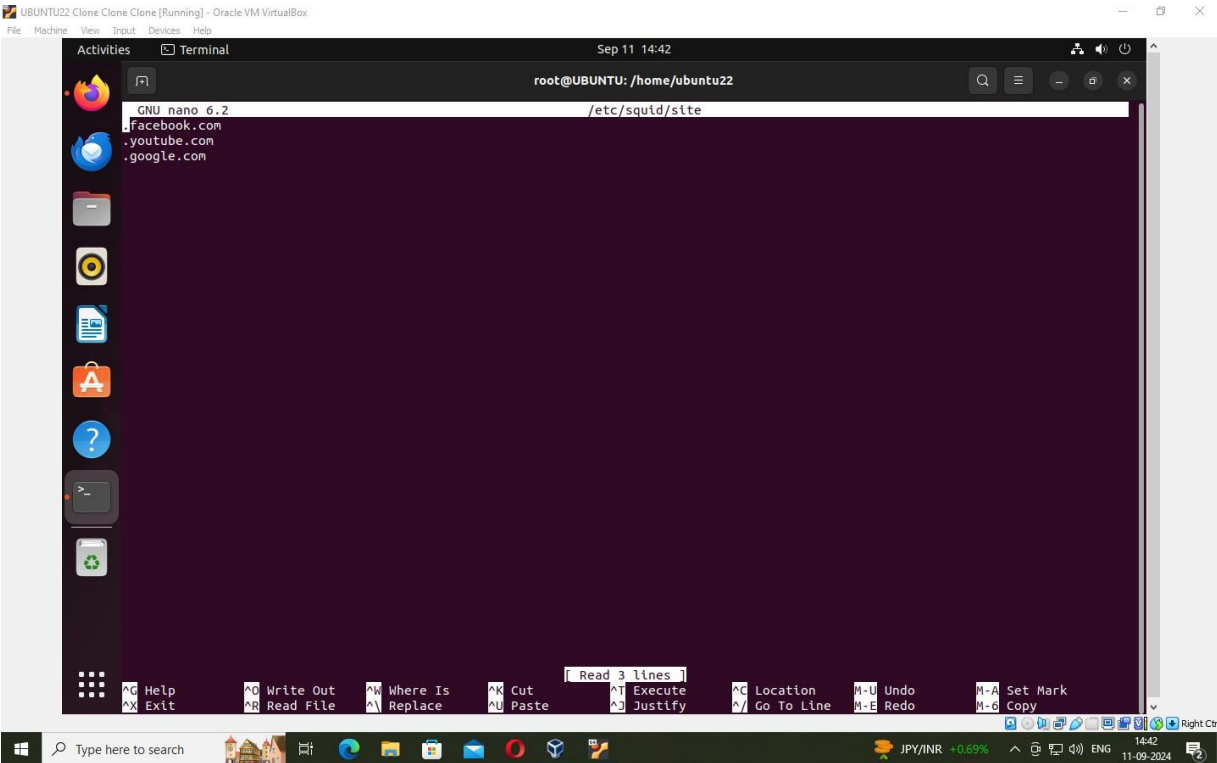 UBUNTU22 Clone Clone Clone [Running] - Oracle VM VirtualBox
File Machine View Input Devices Help
Activities Terminal Sep 11 14:42
root@UBUNTU: /home/ubuntu22
GNU nano 6.2 /etc/squid/site
.facebook.com
.youtube.com
.google.com
[ Read 3 lines ]
^G Help ^O Write Out ^W Where Is ^K Cut ^T Execute ^C Location M-U Undo M-A Set Mark
^X Exit ^R Read File ^\ Replace ^U Paste ^J Justify ^/ Go To Line M-E Redo M-6 Copy
Right Ctr
Type here to search JPY/INR +0.69% ENG 14:42
11-09-2024 2